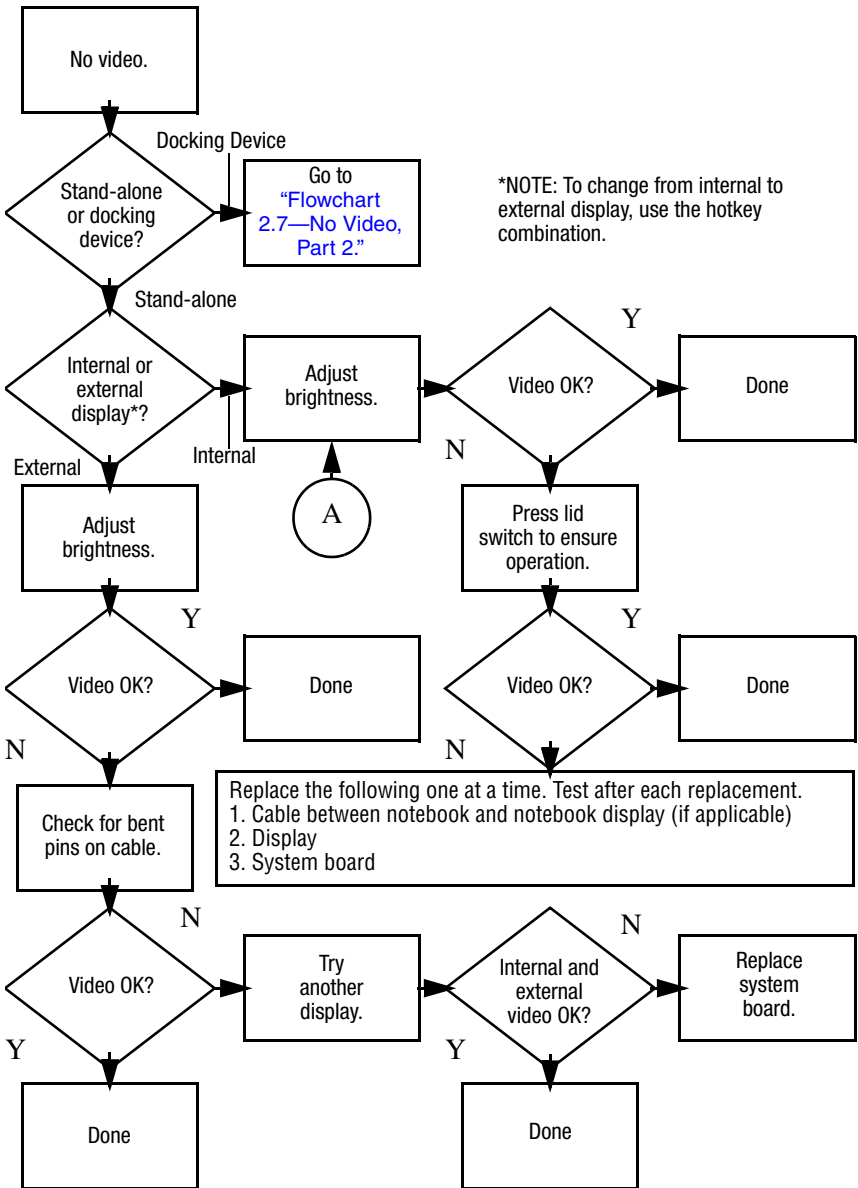 No video.
Docking Device
Stand-alone
or docking
device?
Go to
“Flowchart
2.7—No Video,
Part 2.”
*NOTE: To change from internal to
external display, use the hotkey
combination.
Stand-alone
Internal or
external
display*?
Internal
External
Adjust
brightness.
A
Video OK?
Y
Done
N
Press lid
switch to ensure
operation.
Video OK?
Y
Done
N
Replace the following one at a time. Test after each replacement.
1. Cable between notebook and notebook display (if applicable)
2. Display
3. System board
Adjust
brightness.
Video OK?
Y
Done
N
Check for bent
pins on cable.
Video OK?
N
Try
another
display.
Internal and
external
video OK?
N
Replace
system
board.
Y
Done
Y
Done